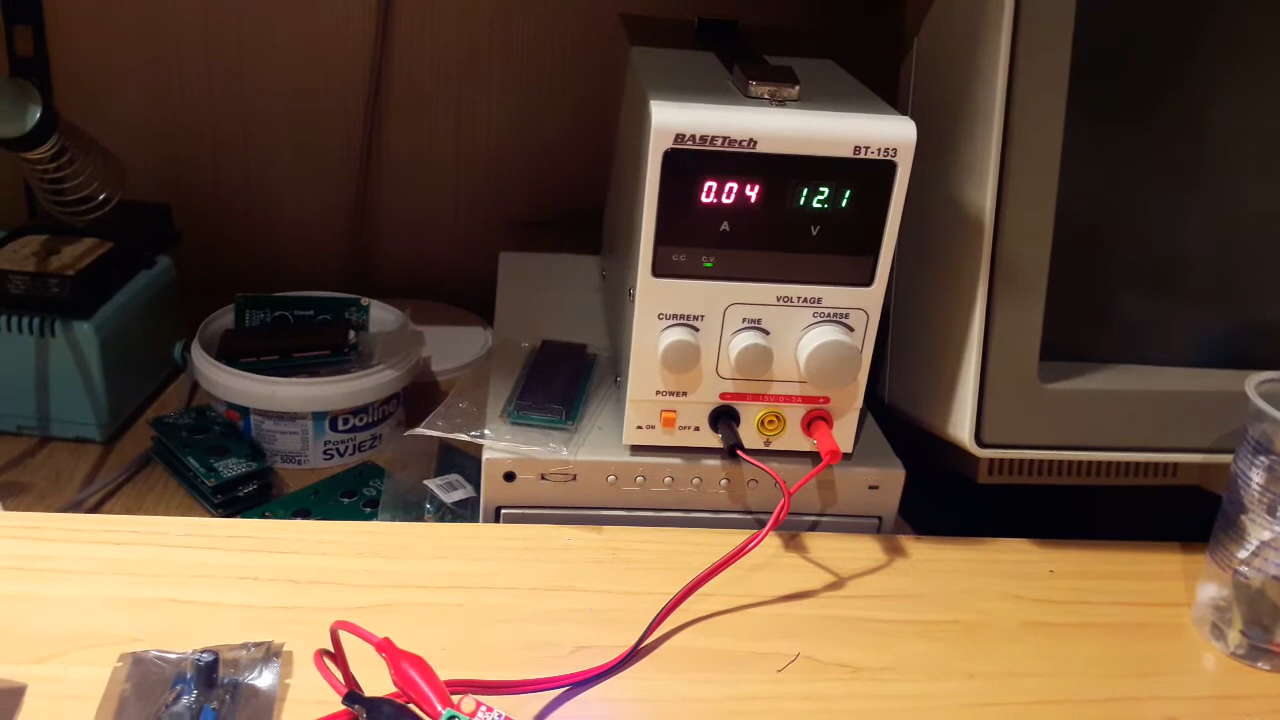 BASETech
BT-153
0.04
12.1
A
V
C.C.
C.V.
VOLTAGE
CURRENT
FINE
COARSE
POWER
ON
OFF
- 0~15V/0~3A +
Doline
Posni
SVJEŽI
500g e